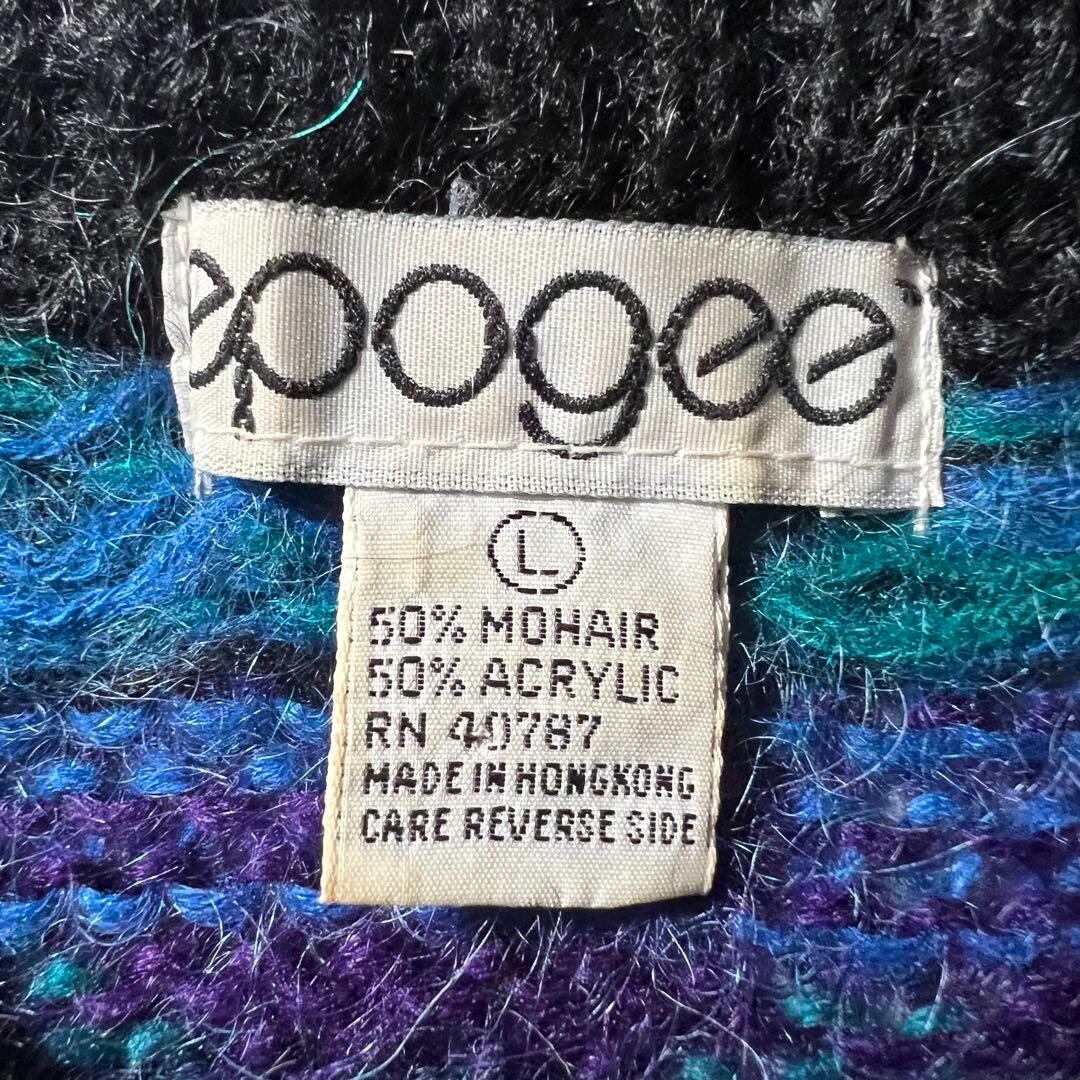 epogee
L
50% MOHAIR
50% ACRYLIC
RN 40787
MADE IN HONGKONG
CARE REVERSE SIDE